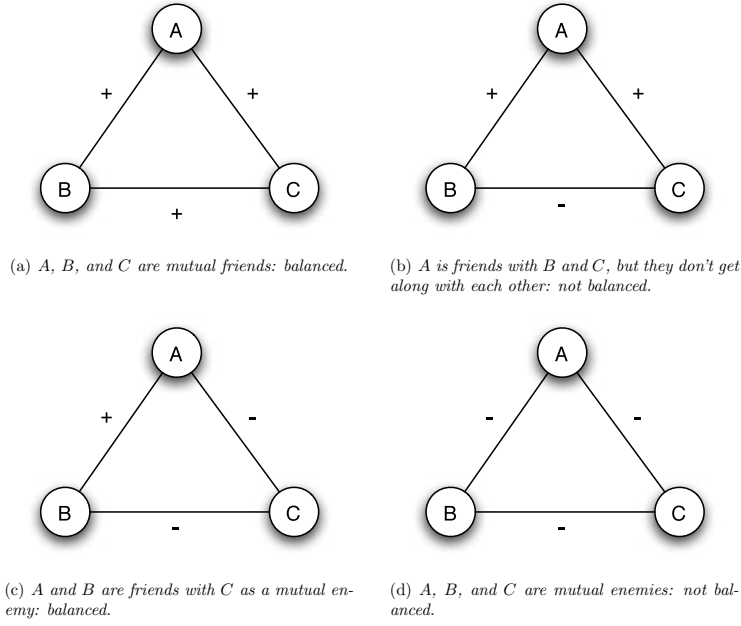 A
+ +
B C
+
(a) A, B, and C are mutual friends: balanced.
A
+ +
B C
-
(b) A is friends with B and C, but they don't get
along with each other: not balanced.
A
+ -
B C
-
(c) A and B are friends with C as a mutual en-
emy: balanced.
A
- -
B C
-
(d) A, B, and C are mutual enemies: not bal-
anced.